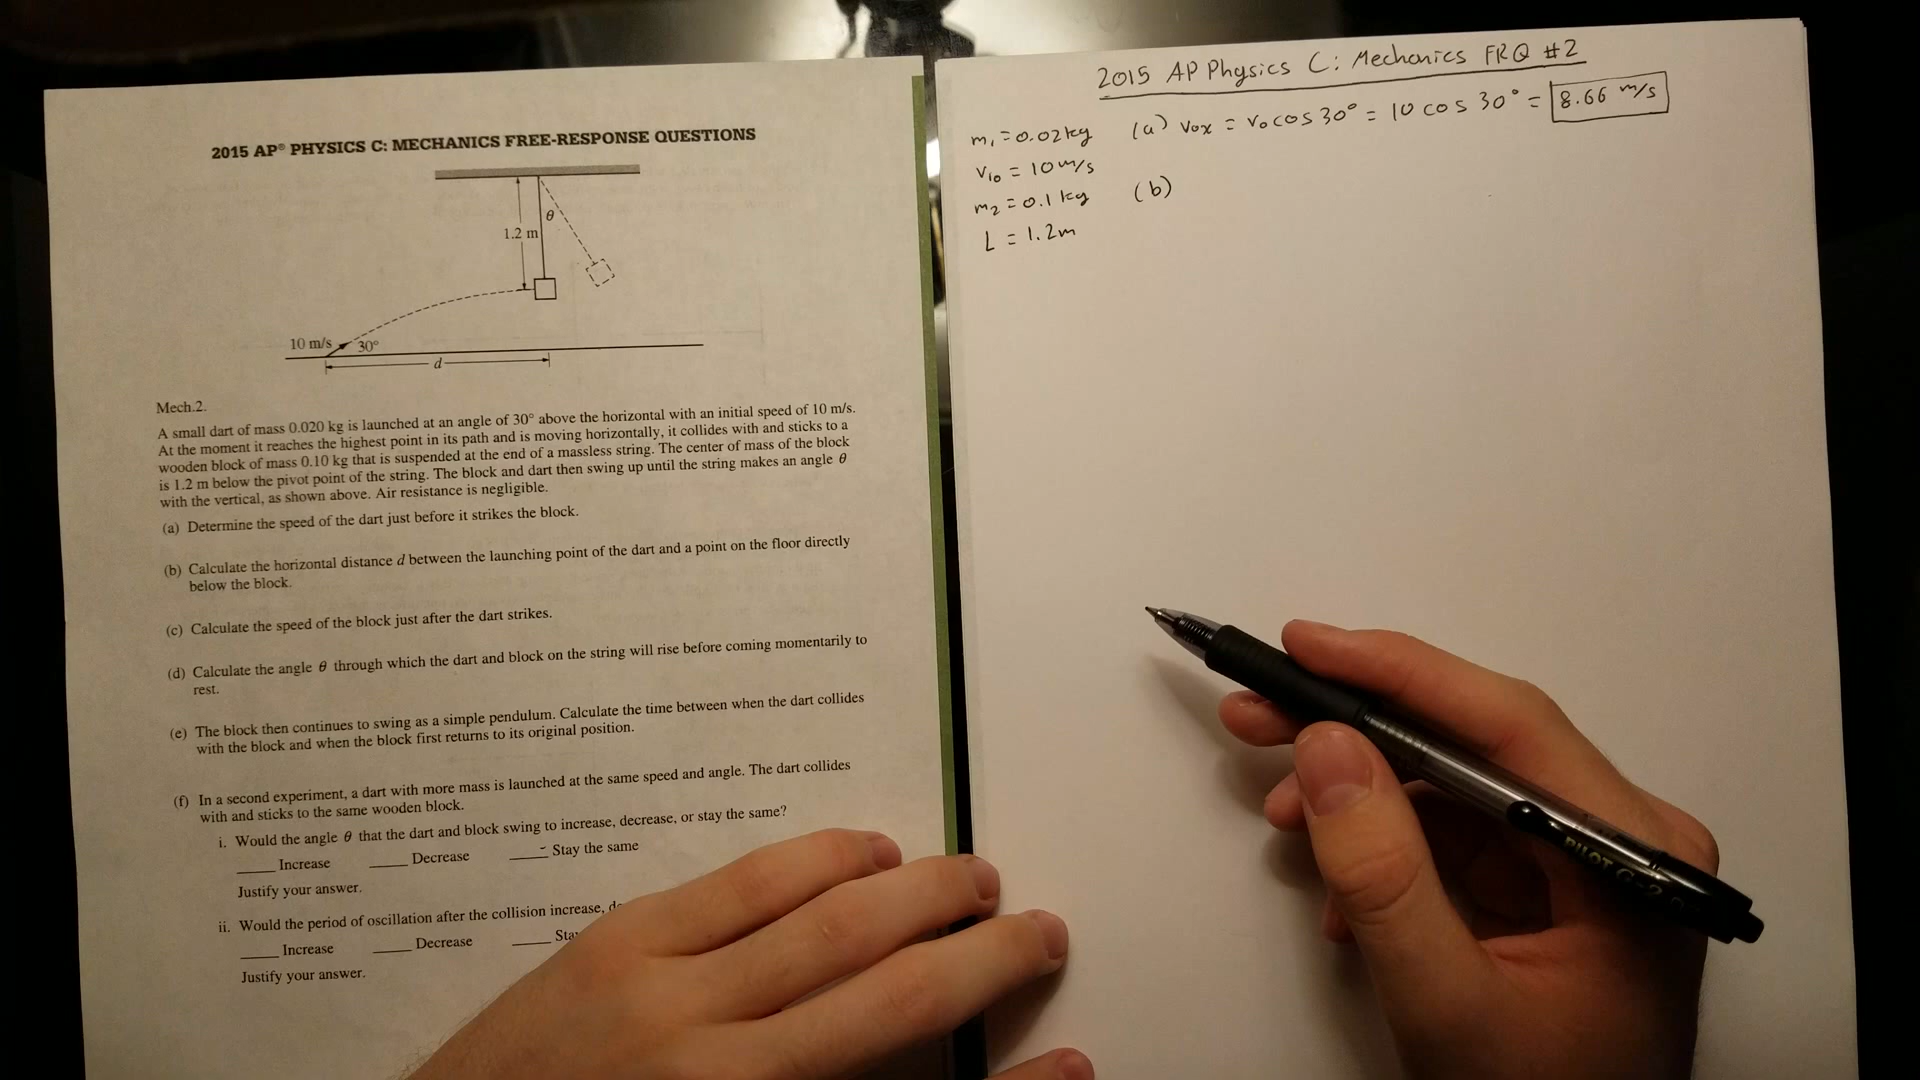 2015 AP® PHYSICS C: MECHANICS FREE-RESPONSE QUESTIONS
θ
1.2 m
10 m/s
30°
d
Mech.2.
A small dart of mass 0.020 kg is launched at an angle of 30° above the horizontal with an initial speed of 10 m/s.
At the moment it reaches the highest point in its path and is moving horizontally, it collides with and sticks to a
wooden block of mass 0.10 kg that is suspended at the end of a massless string. The center of mass of the block
is 1.2 m below the pivot point of the string. The block and dart then swing up until the string makes an angle θ
with the vertical, as shown above. Air resistance is negligible.
(a) Determine the speed of the dart just before it strikes the block.
(b) Calculate the horizontal distance d between the launching point of the dart and a point on the floor directly
below the block.
(c) Calculate the speed of the block just after the dart strikes.
(d) Calculate the angle θ through which the dart and block on the string will rise before coming momentarily to
rest.
(e) The block then continues to swing as a simple pendulum. Calculate the time between when the dart collides
with the block and when the block first returns to its original position.
(f) In a second experiment, a dart with more mass is launched at the same speed and angle. The dart collides
with and sticks to the same wooden block.
i. Would the angle θ that the dart and block swing to increase, decrease, or stay the same?
____ Increase ____ Decrease ____ Stay the same
Justify your answer.
ii. Would the period of oscillation after the collision increase,
____ Increase ____ Decrease ____
Justify your answer.
2015 AP Physics C: Mechanics FRQ #2
m₁ = 0.02 kg
v₁₀ = 10 m/s
m₂ = 0.1 kg
L = 1.2m
(a) v₀ₓ = v₀ cos 30° = 10 cos 30° = 8.66 m/s
(b)
PILOT G-2